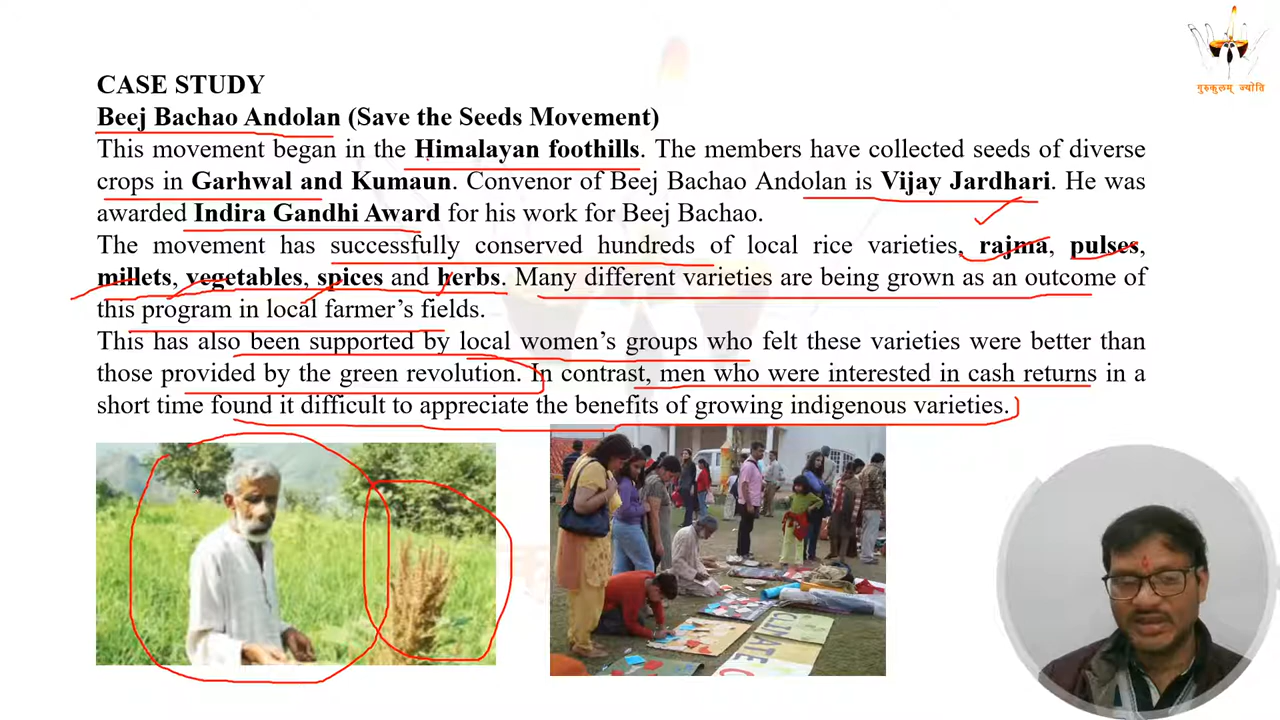 गुरुकुलम् ज्योति
CASE STUDY
Beej Bachao Andolan (Save the Seeds Movement)
This movement began in the Himalayan foothills. The members have collected seeds of diverse
crops in Garhwal and Kumaun. Convenor of Beej Bachao Andolan is Vijay Jardhari. He was
awarded Indira Gandhi Award for his work for Beej Bachao.
The movement has successfully conserved hundreds of local rice varieties, rajma, pulses,
millets, vegetables, spices and herbs. Many different varieties are being grown as an outcome of
this program in local farmer's fields.
This has also been supported by local women's groups who felt these varieties were better than
those provided by the green revolution. In contrast, men who were interested in cash returns in a
short time found it difficult to appreciate the benefits of growing indigenous varieties.
CLIMATE